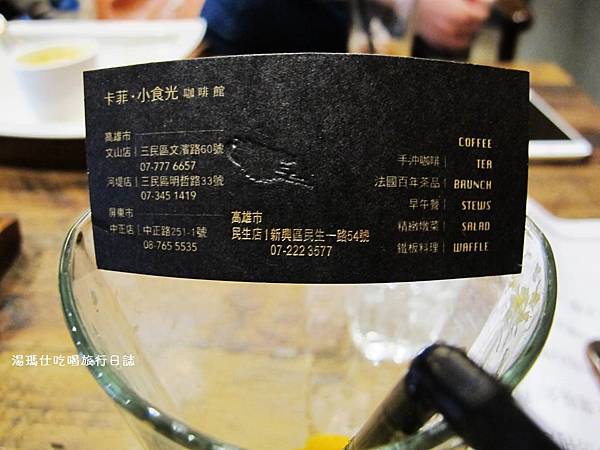 卡菲·小食光 咖啡館
高雄市
文山店|三民區文濱路60號
07-777 6657
河堤店|三民區明哲路33號
07-345 1419
屏東市
中正店|中正路251-1號
08-765 5535
高雄市
民生店|新興區民生一路54號
07-222 3577
COFFEE
手沖咖啡| TEA
法國百年茶品| BRUNCH
早午餐| STEWS
精緻燉菜| SALAD
鐵板料理| WAFFLE
湯瑪仕吃喝旅行日誌